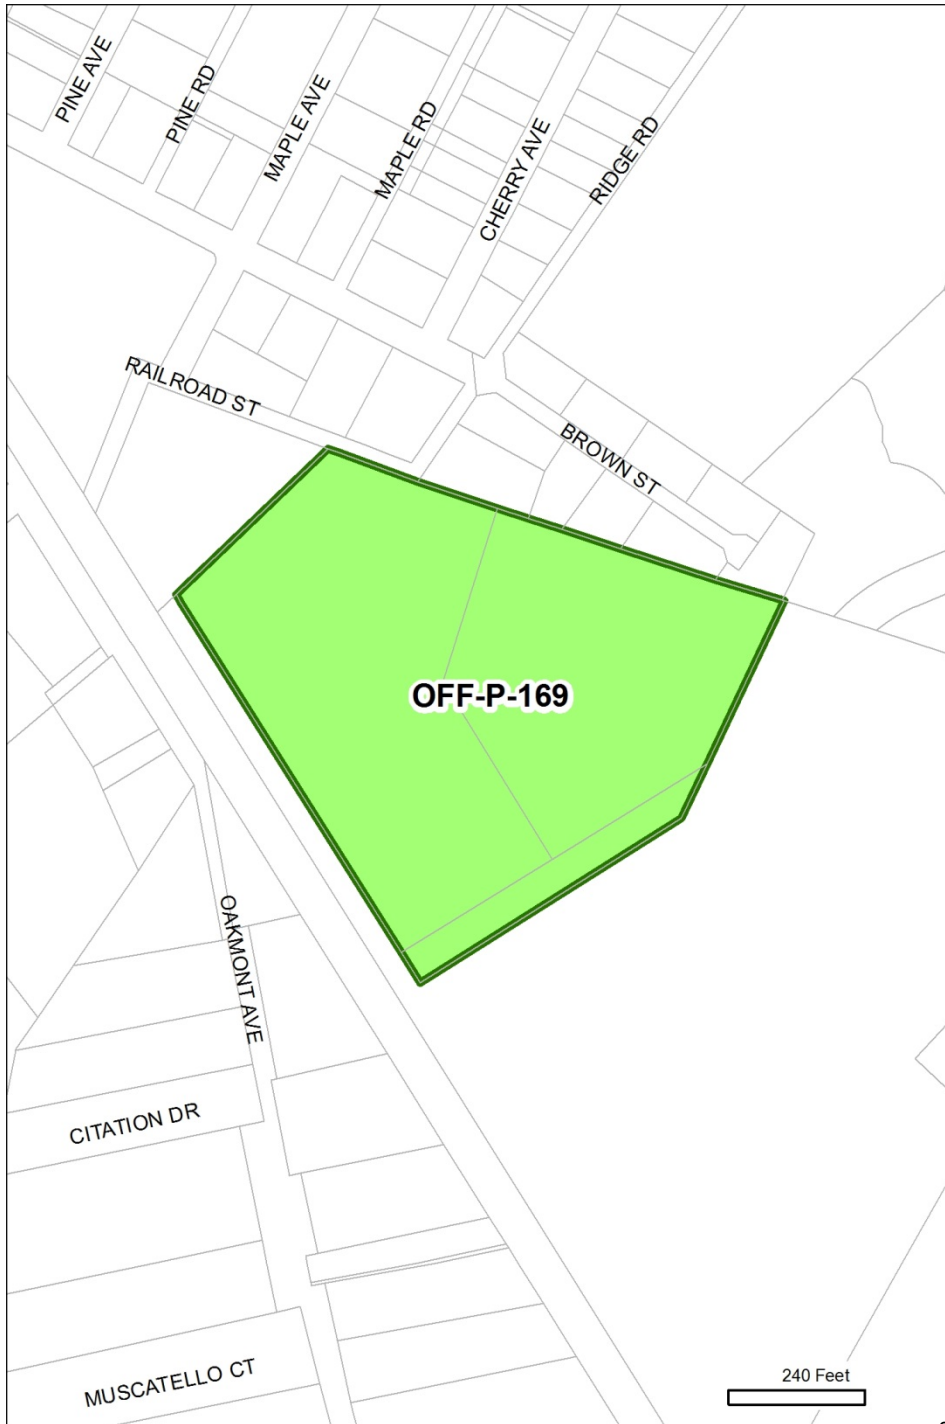 PINE AVE
PINE RD
MAPLE AVE
MAPLE RD
CHERRY AVE
RIDGE RD
RAILROAD ST
BROWN ST
OFF-P-169
OAKMONT AVE
CITATION DR
MUSCATELLO CT
240 Feet